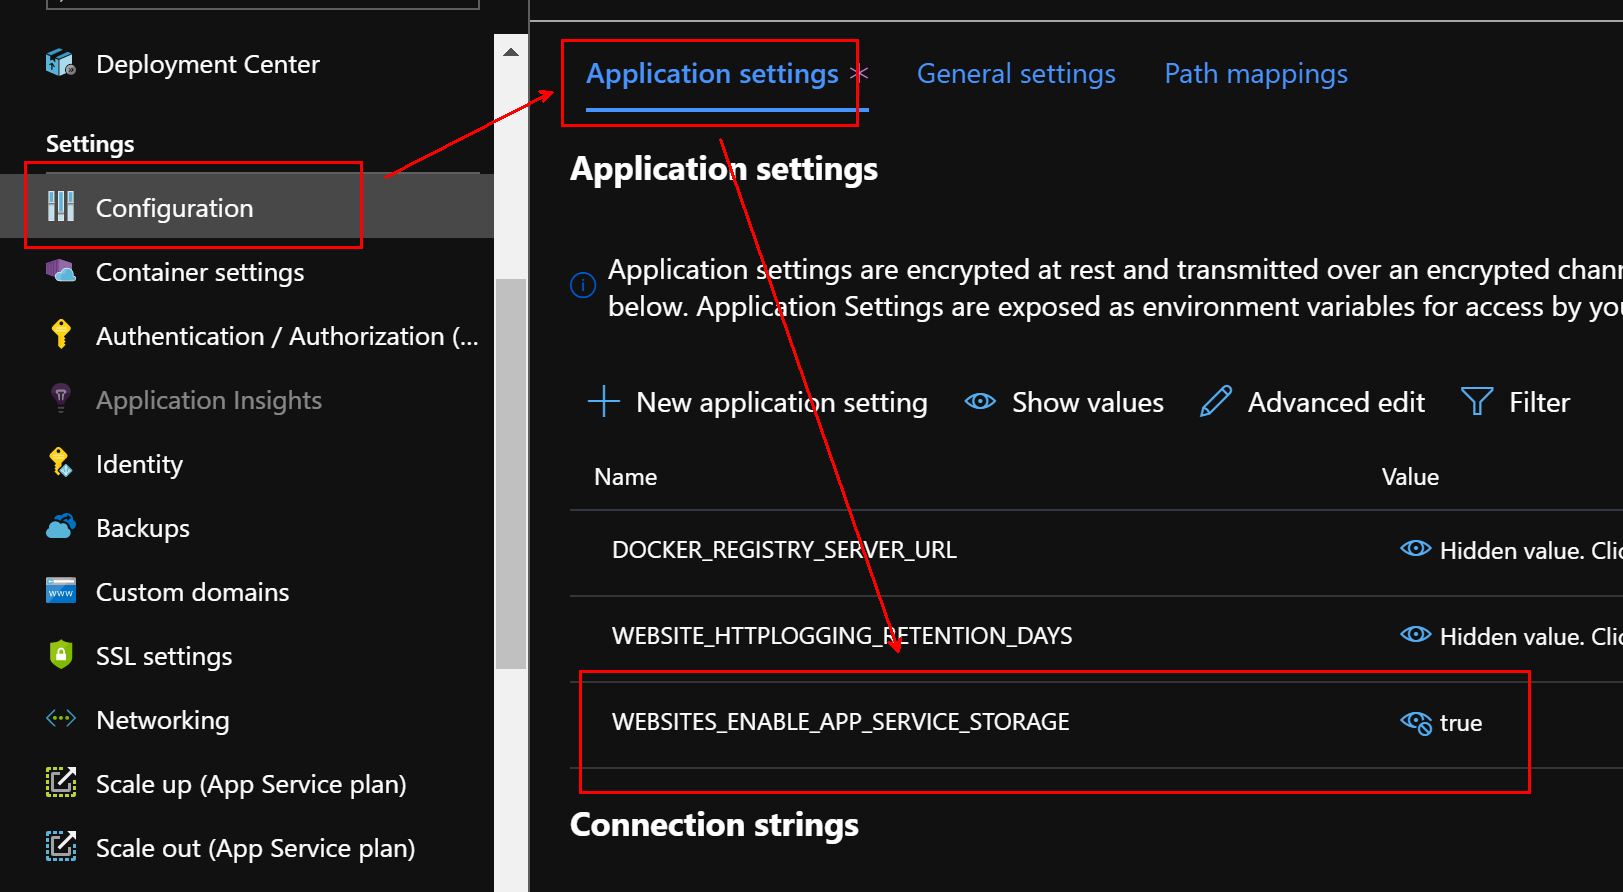 Deployment Center
Settings
Configuration
Container settings
Authentication / Authorization (...
Application Insights
Identity
Backups
Custom domains
SSL settings
Networking
Scale up (App Service plan)
Scale out (App Service plan)
Application settings
General settings
Path mappings
Application settings
Application settings are encrypted at rest and transmitted over an encrypted
below. Application Settings are exposed as environment variables for access by
New application setting
Show values
Advanced edit
Filter
Name
Value
DOCKER_REGISTRY_SERVER_URL
Hidden value.
WEBSITE_HTTPLOGGING_RETENTION_DAYS
Hidden value.
WEBSITES_ENABLE_APP_SERVICE_STORAGE
true
Connection strings